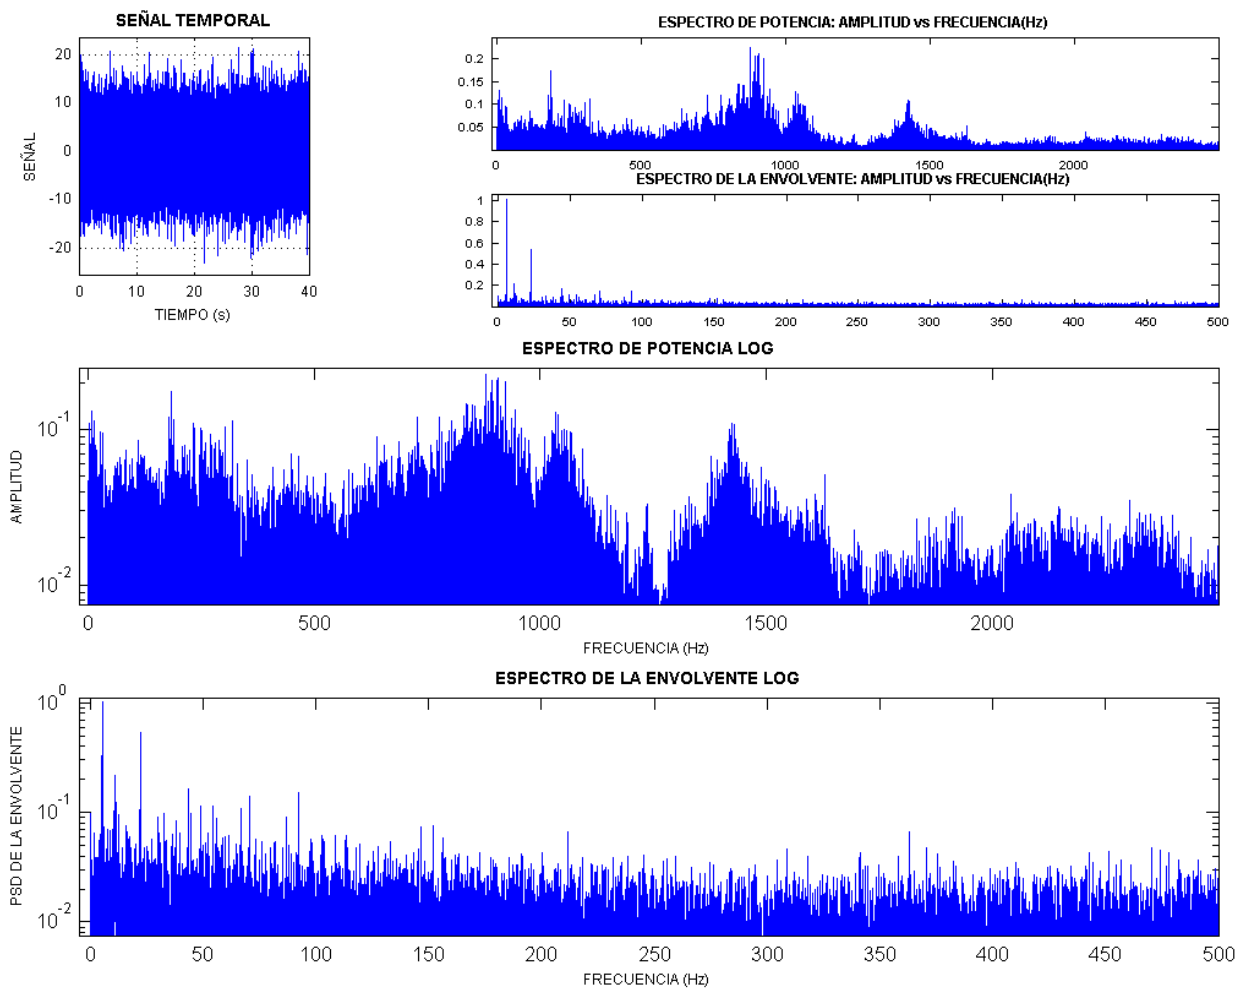 SEÑAL TEMPORAL
20
10
0
-10
-20
SEÑAL
0 10 20 30 40
TIEMPO (s)
ESPECTRO DE POTENCIA: AMPLITUD vs FRECUENCIA(Hz)
0.2
0.15
0.1
0.05
0 500 1000 1500 2000
ESPECTRO DE LA ENVOLVENTE: AMPLITUD vs FRECUENCIA(Hz)
1
0.8
0.6
0.4
0.2
0 50 100 150 200 250 300 350 400 450 500
ESPECTRO DE POTENCIA LOG
10^-1
10^-2
AMPLITUD
0 500 1000 1500 2000
FRECUENCIA (Hz)
ESPECTRO DE LA ENVOLVENTE LOG
10^0
10^-1
10^-2
PSD DE LA ENVOLVENTE
0 50 100 150 200 250 300 350 400 450 500
FRECUENCIA (Hz)